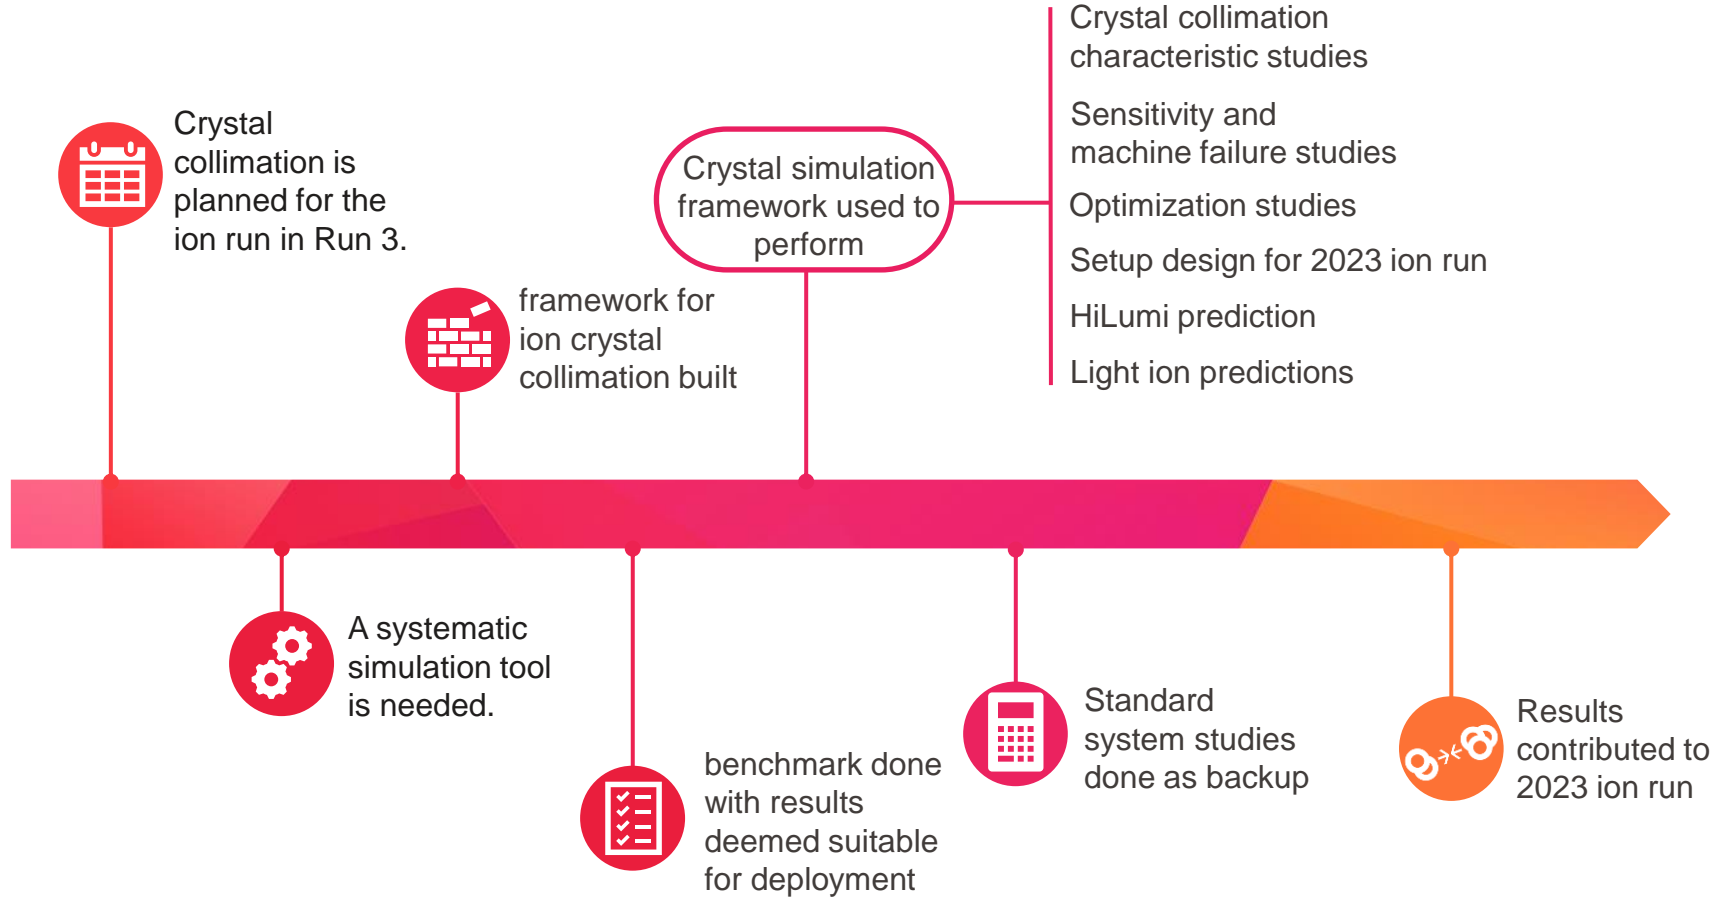 Crystal
collimation is
planned for the
ion run in Run 3.
A systematic
simulation tool
is needed.
framework for
ion crystal
collimation built
benchmark done
with results
deemed suitable
for deployment
Crystal simulation
framework used to
perform
Crystal collimation
characteristic studies
Sensitivity and
machine failure studies
Optimization studies
Setup design for 2023 ion run
HiLumi prediction
Light ion predictions
Standard
system studies
done as backup
Results
contributed to
2023 ion run